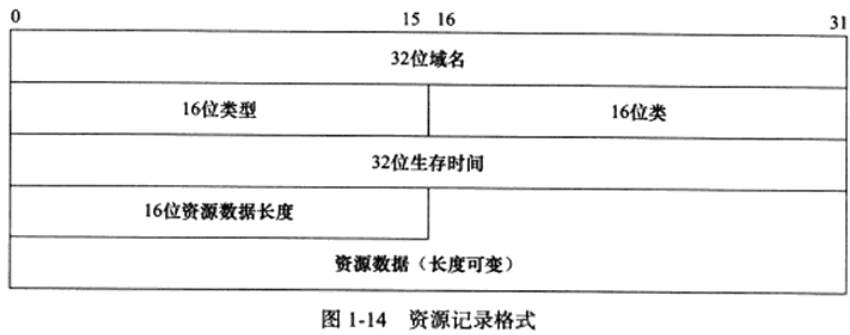 0 15 16 31
32位域名
16位类型 16位类
32位生存时间
16位资源数据长度
资源数据（长度可变）
图 1-14 资源记录格式